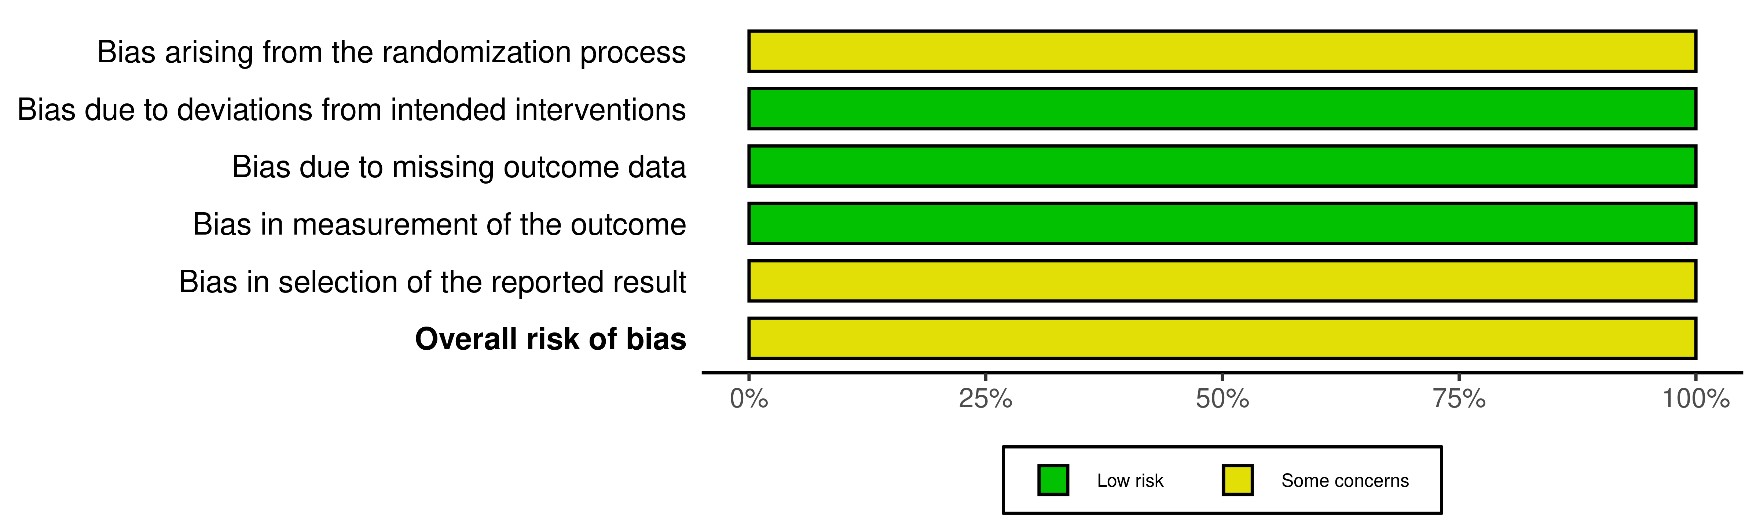 Bias arising from the randomization process
Bias due to deviations from intended interventions
Bias due to missing outcome data
Bias in measurement of the outcome
Bias in selection of the reported result
Overall risk of bias
0% 25% 50% 75% 100%
Low risk Some concerns